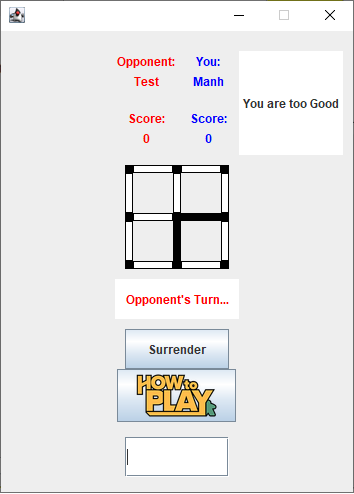 Opponent: You:
Test Manh
Score: Score:
0 0
You are too Good
Opponent's Turn...
Surrender
HOW to
PLAY